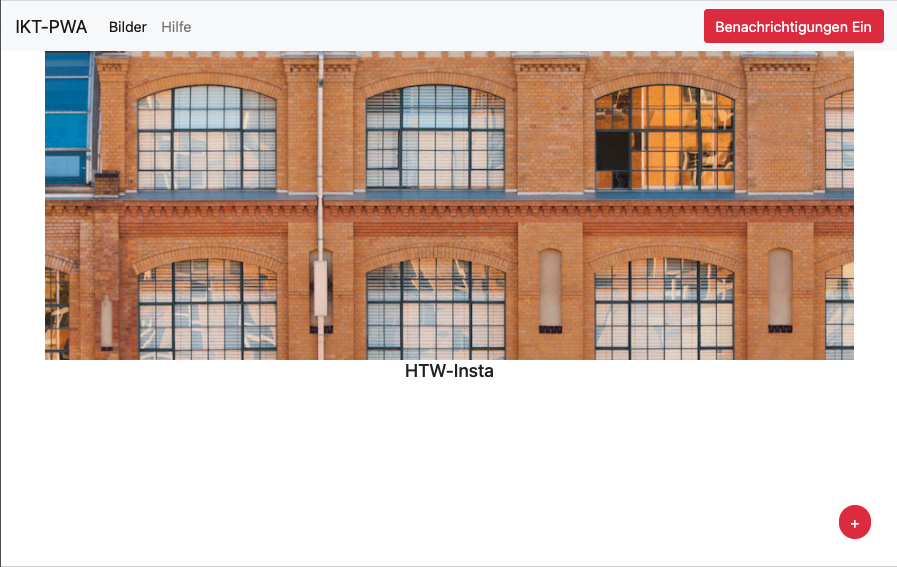 IKT-PWA Bilder Hilfe Benachrichtigungen Ein
HTW-Insta
+